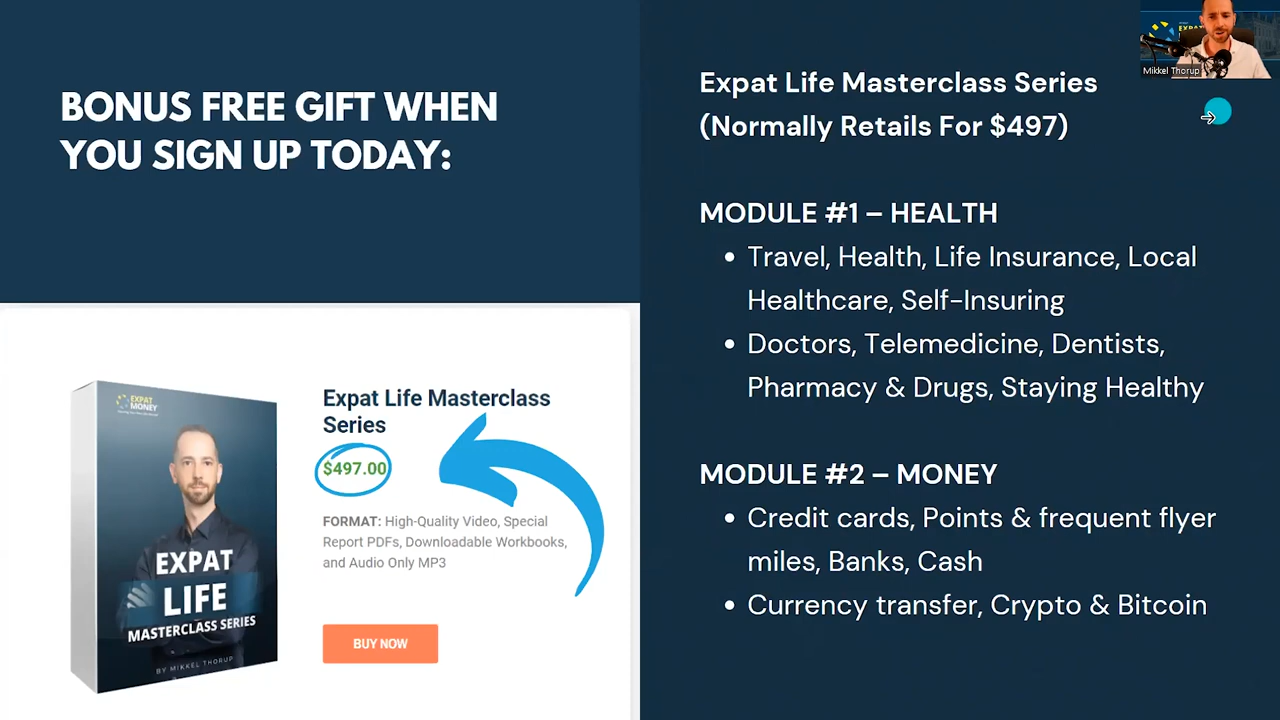 BONUS FREE GIFT WHEN
YOU SIGN UP TODAY:
EXPAT
MONEY
EXPAT
LIFE
MASTERCLASS SERIES
BY MIKKEL THORUP
Expat Life Masterclass
Series
$497.00
FORMAT: High-Quality Video, Special
Report PDFs, Downloadable Workbooks,
and Audio Only MP3
BUY NOW
Expat Life Masterclass Series
(Normally Retails For $497)
MODULE #1 – HEALTH
• Travel, Health, Life Insurance, Local
Healthcare, Self-Insuring
• Doctors, Telemedicine, Dentists,
Pharmacy & Drugs, Staying Healthy
MODULE #2 – MONEY
• Credit cards, Points & frequent flyer
miles, Banks, Cash
• Currency transfer, Crypto & Bitcoin
Mikkel Thorup